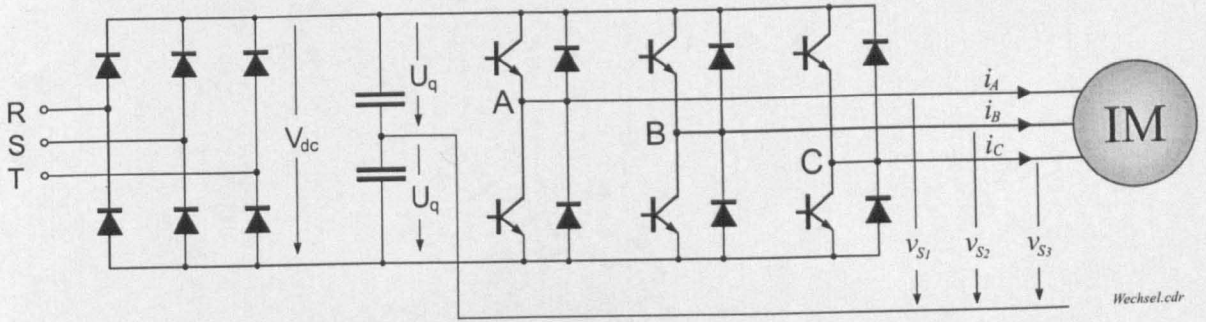 R
S
T
V_dc
U_q
U_q
A
B
C
i_A
i_B
i_C
IM
v_S1
v_S2
v_S3
Wechsel.cdr